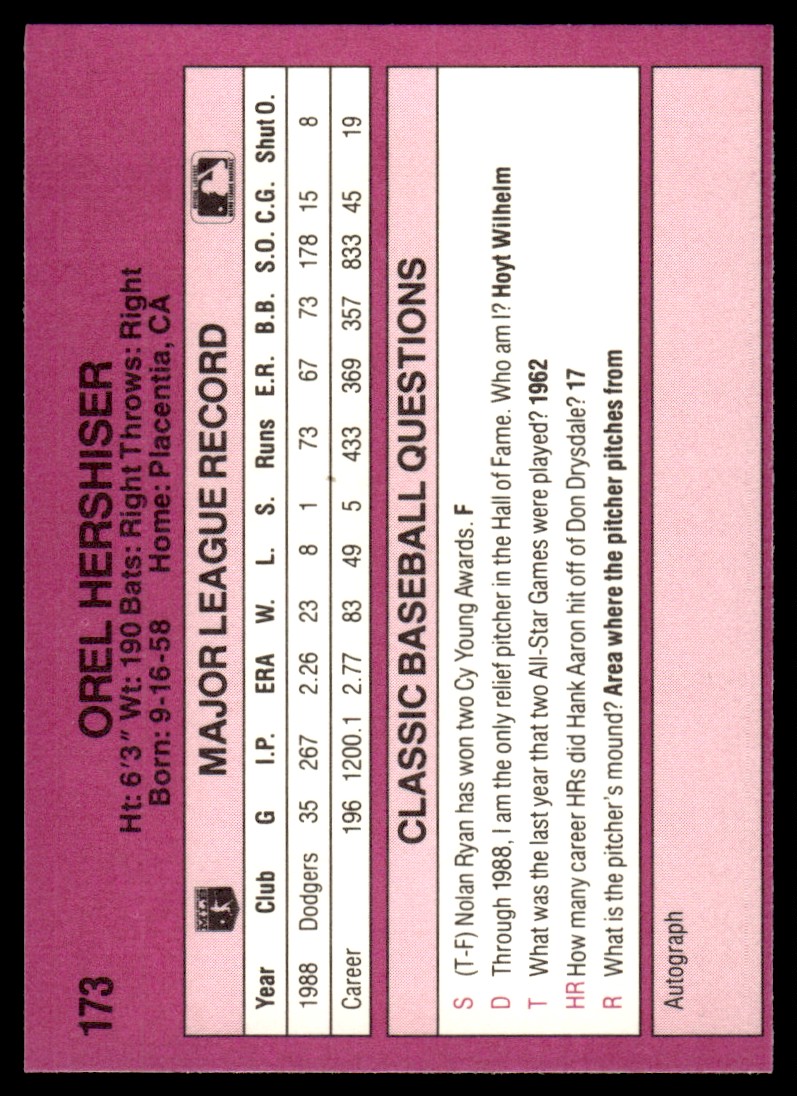 173
OREL HERSHISER
Ht: 6'3" Wt: 190 Bats: Right Throws: Right
Born: 9-16-58 Home: Placentia, CA
MLB
MAJOR LEAGUE RECORD
Year Club G I.P. ERA W. L. S. Runs E.R. B.B. S.O. C.G. Shut O.
1988 Dodgers 35 267 2.26 23 8 1 73 67 73 178 15 8
Career 196 1200.1 2.77 83 49 5 433 369 357 833 45 19
CLASSIC BASEBALL QUESTIONS
S (T-F) Nolan Ryan has won two Cy Young Awards. F
D Through 1988, I am the only relief pitcher in the Hall of Fame. Who am I? Hoyt Wilhelm
T What was the last year that two All-Star Games were played? 1962
HR How many career HRs did Hank Aaron hit off of Don Drysdale? 17
R What is the pitcher's mound? Area where the pitcher pitches from
Autograph